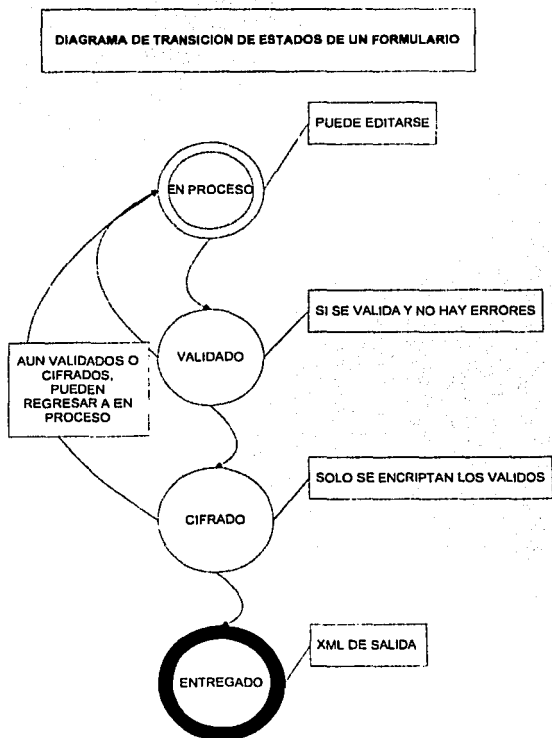 DIAGRAMA DE TRANSICION DE ESTADOS DE UN FORMULARIO
PUEDE EDITARSE
EN PROCESO
SI SE VALIDA Y NO HAY ERRORES
VALIDADO
AUN VALIDADOS O
CIFRADOS,
PUEDEN
REGRESAR A EN
PROCESO
SOLO SE ENCRIPTAN LOS VALIDOS
CIFRADO
XML DE SALIDA
ENTREGADO